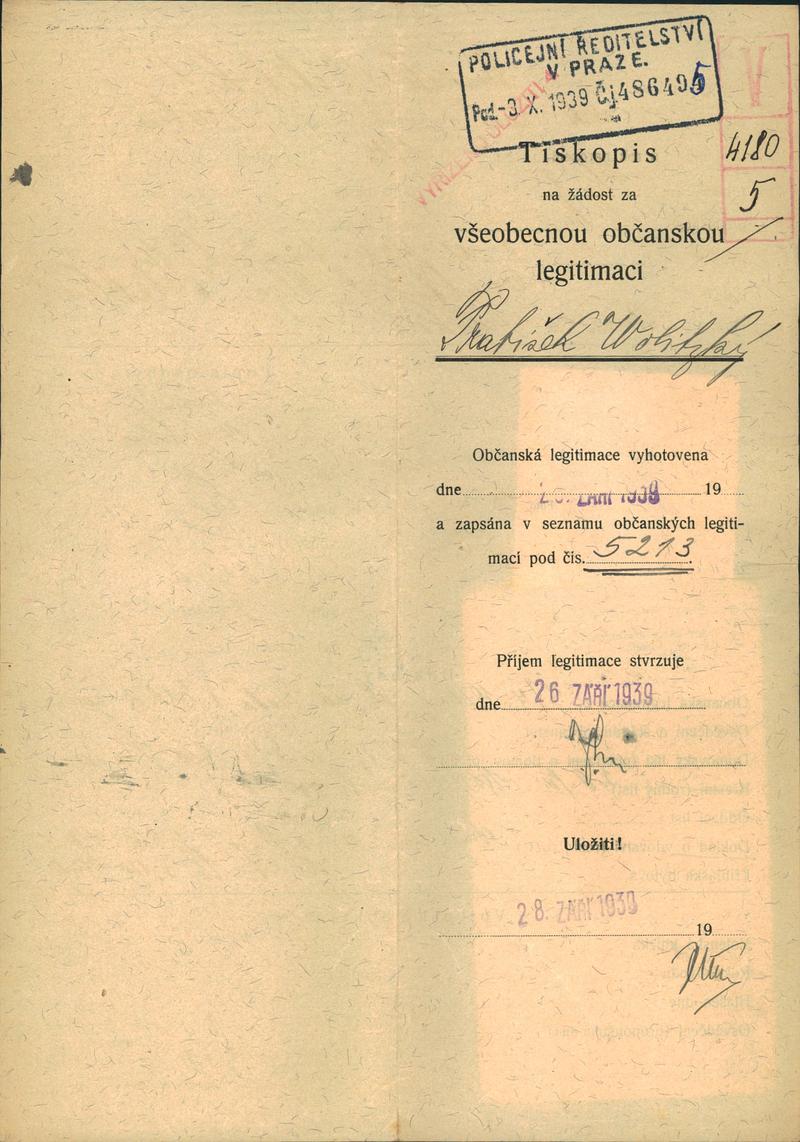 POLICEJNÍ ŘEDITELSTVÍ
V PRAZE.
Pod. -3. X. 1939 Čj 486495
V
4180
5
Tiskopis
na žádost za
všeobecnou občanskou
legitimaci
Občanská legitimace vyhotovena
dne ZÁŘÍ 1939 19
a zapsána v seznamu občanských legiti-
mací pod čís. 5213.
Příjem legitimace stvrzuje
dne 26 ZÁŘÍ 1939
Uložiti!
28. ZÁŘÍ 1939
19